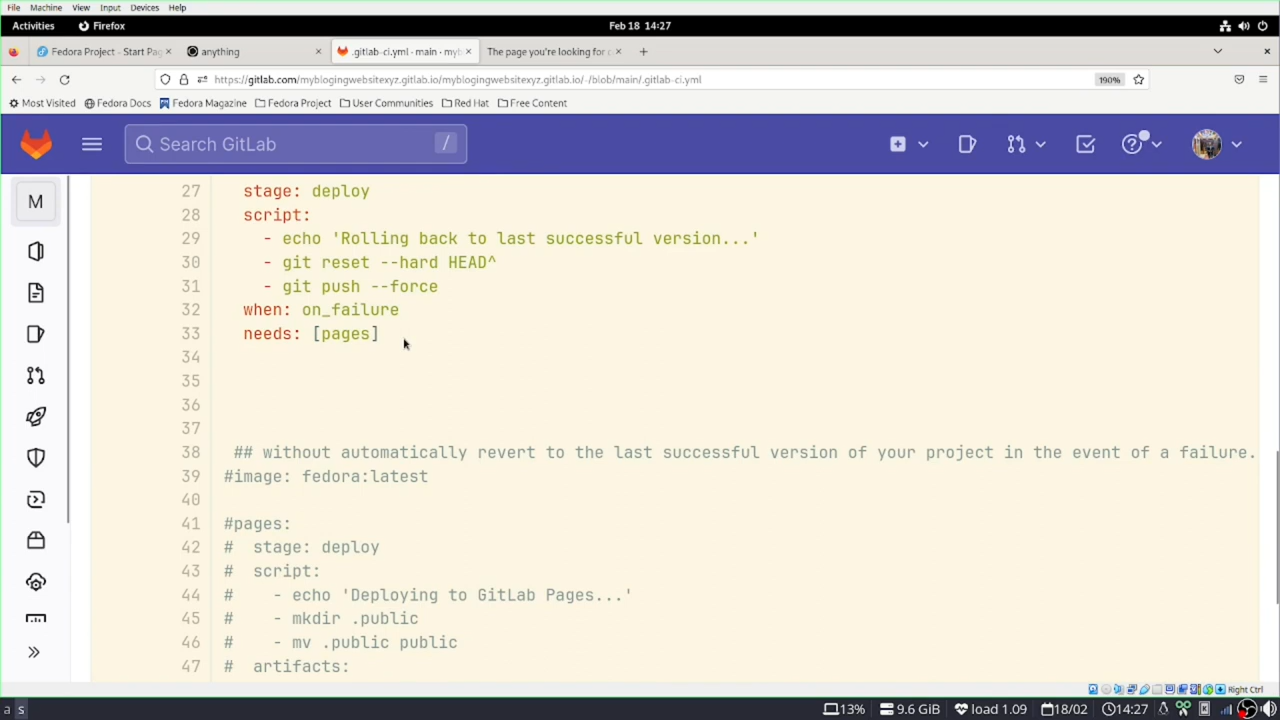 File Machine View Input Devices Help
Activities Firefox Feb 18 14:27
Fedora Project - Start Pag × anything × .gitlab-ci.yml · main · myb × The page you're looking for c × +
https://gitlab.com/myblogingwebsitexyz.gitlab.io/myblogingwebsitexyz.gitlab.io/-/blob/main/.gitlab-ci.yml 190%
Most Visited Fedora Docs Fedora Magazine Fedora Project User Communities Red Hat Free Content
Search GitLab /
M
27 stage: deploy
28 script:
29 - echo 'Rolling back to last successful version...'
30 - git reset --hard HEAD^
31 - git push --force
32 when: on_failure
33 needs: [pages]
34
35
36
37
38 ## without automatically revert to the last successful version of your project in the event of a failure.
39 #image: fedora:latest
40
41 #pages:
42 # stage: deploy
43 # script:
44 # - echo 'Deploying to GitLab Pages...'
45 # - mkdir .public
46 # - mv .public public
47 # artifacts:
Right Ctrl
a s 13% 9.6 GiB load 1.09 18/02 14:27